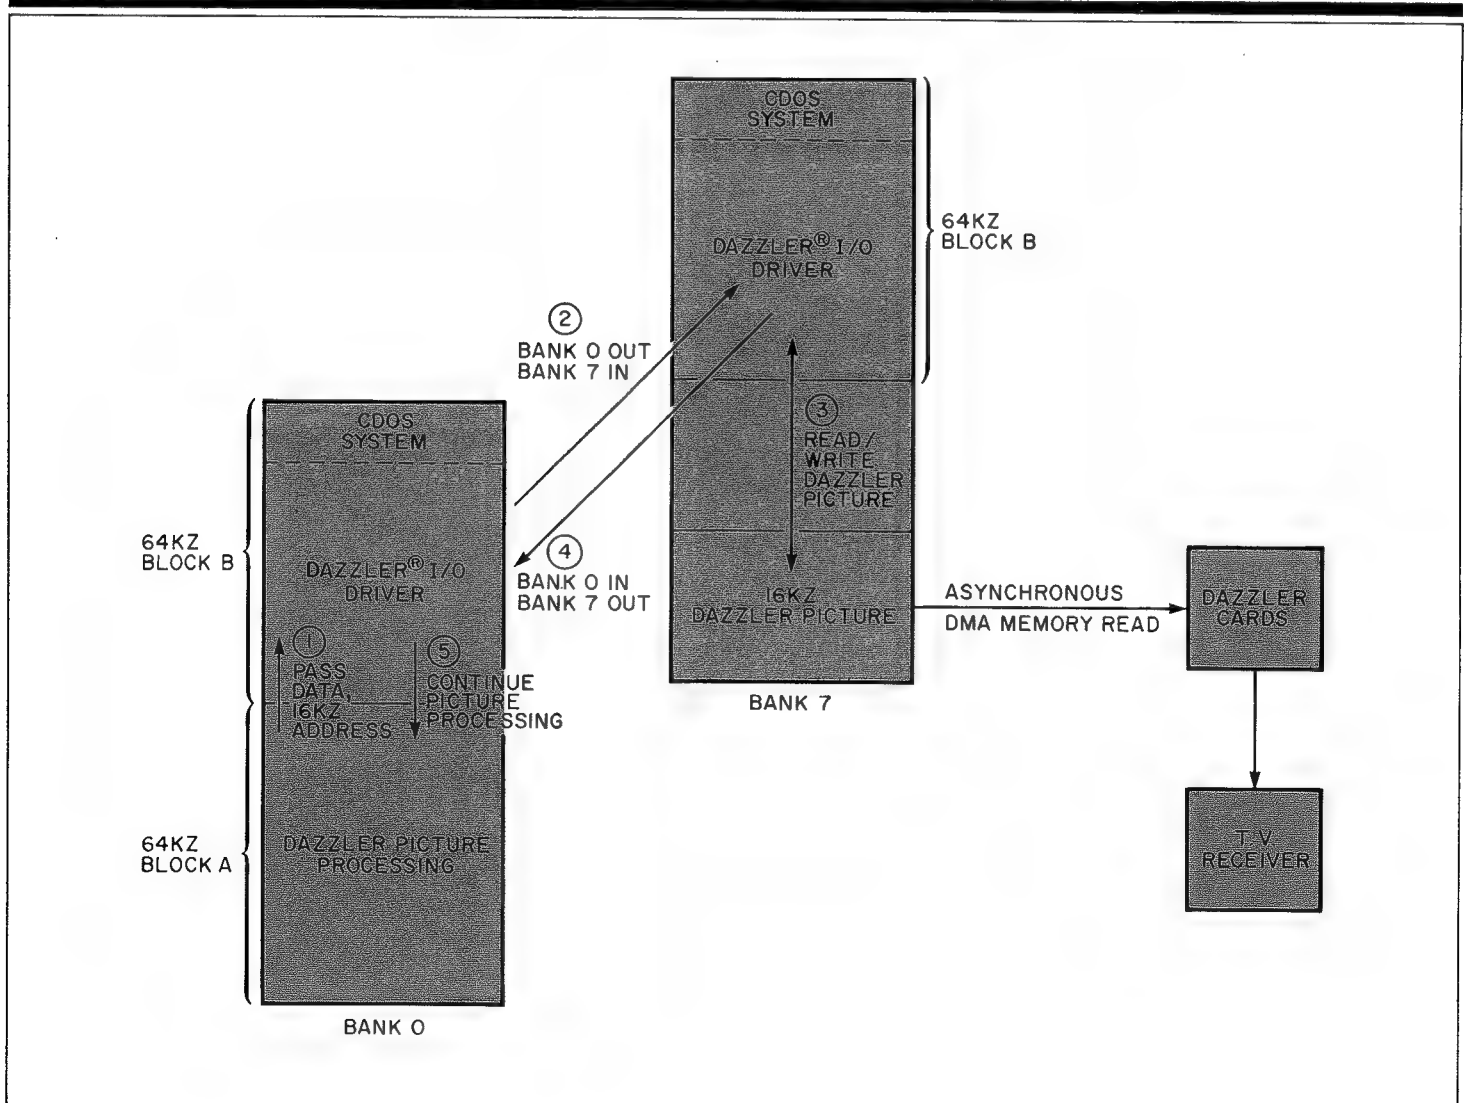 CDOS
SYSTEM
DAZZLER® I/O
DRIVER
64KZ
BLOCK B
②
BANK 0 OUT
BANK 7 IN
③
READ/
WRITE
DAZZLER
PICTURE
④
BANK 0 IN
BANK 7 OUT
16KZ
DAZZLER PICTURE
BANK 7
ASYNCHRONOUS
DMA MEMORY READ
DAZZLER
CARDS
T V
RECEIVER
CDOS
SYSTEM
64KZ
BLOCK B
DAZZLER® I/O
DRIVER
①
PASS
DATA,
16KZ
ADDRESS
⑤
CONTINUE
PICTURE
PROCESSING
64KZ
BLOCK A
DAZZLER PICTURE
PROCESSING
BANK 0